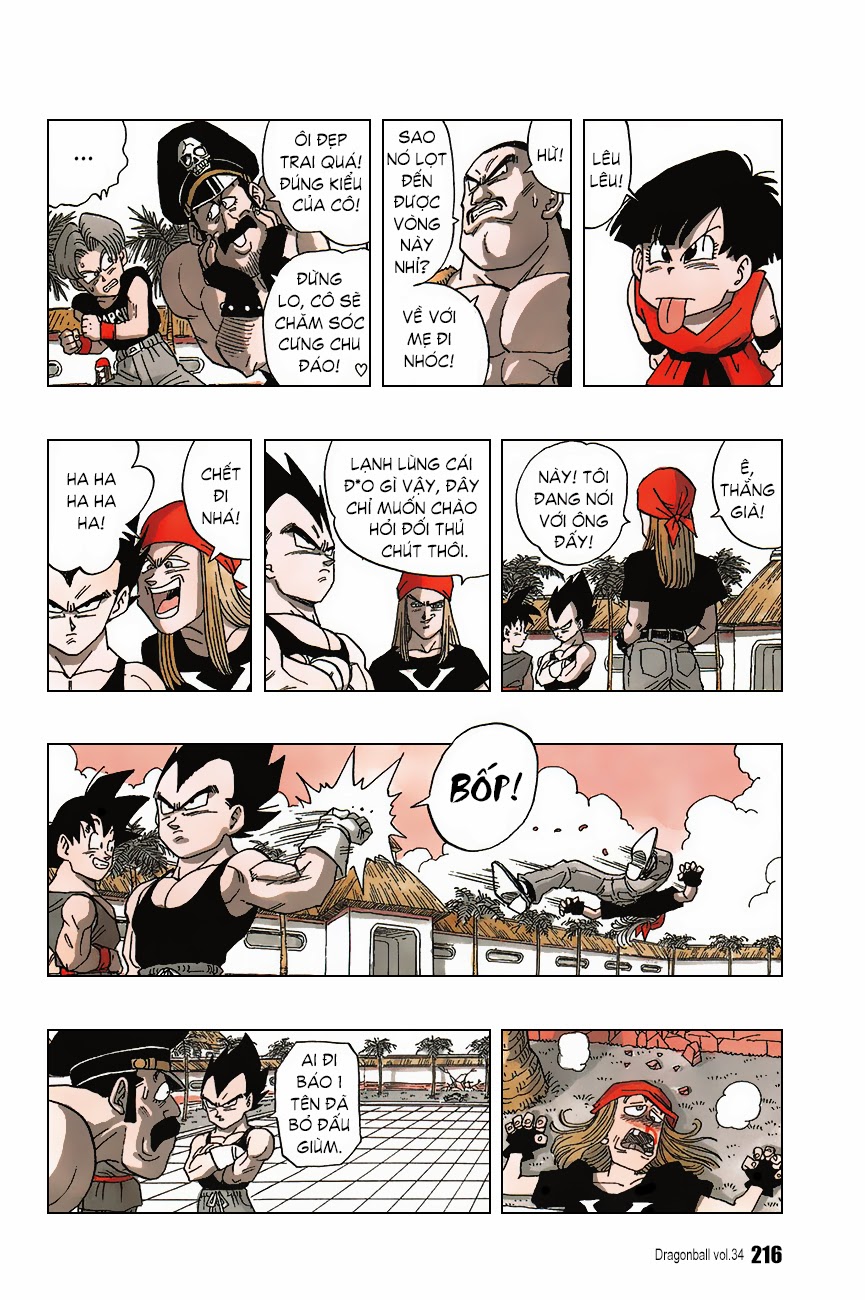 LÊU
LÊU!
HỪ!
SAO
NÓ LỌT
ĐẾN
ĐƯỢC
VÒNG
NÀY
NHỈ?
VỀ VỚI
MẸ ĐI
NHÓC!
ÔI ĐẸP
TRAI QUÁ!
ĐÚNG KIỂU
CỦA CÔ!
ĐỪNG
LO, CÔ SẼ
CHĂM SÓC
CƯNG CHU
ĐÁO! ♡
...
Ê,
THẰNG
GIÀ!
NÀY! TÔI
ĐANG NÓI
VỚI ÔNG
ĐẤY!
LẠNH LÙNG CÁI
Đ*O GÌ VẬY, ĐÂY
CHỈ MUỐN CHÀO
HỎI ĐỐI THỦ
CHÚT THÔI.
CHẾT
ĐI
NHÁ!
HA HA
HA HA
HA!
BỐP!
AI ĐI
BÁO 1
TÊN ĐÃ
BỎ ĐẤU
GIÙM.
Dragonball vol.34 216